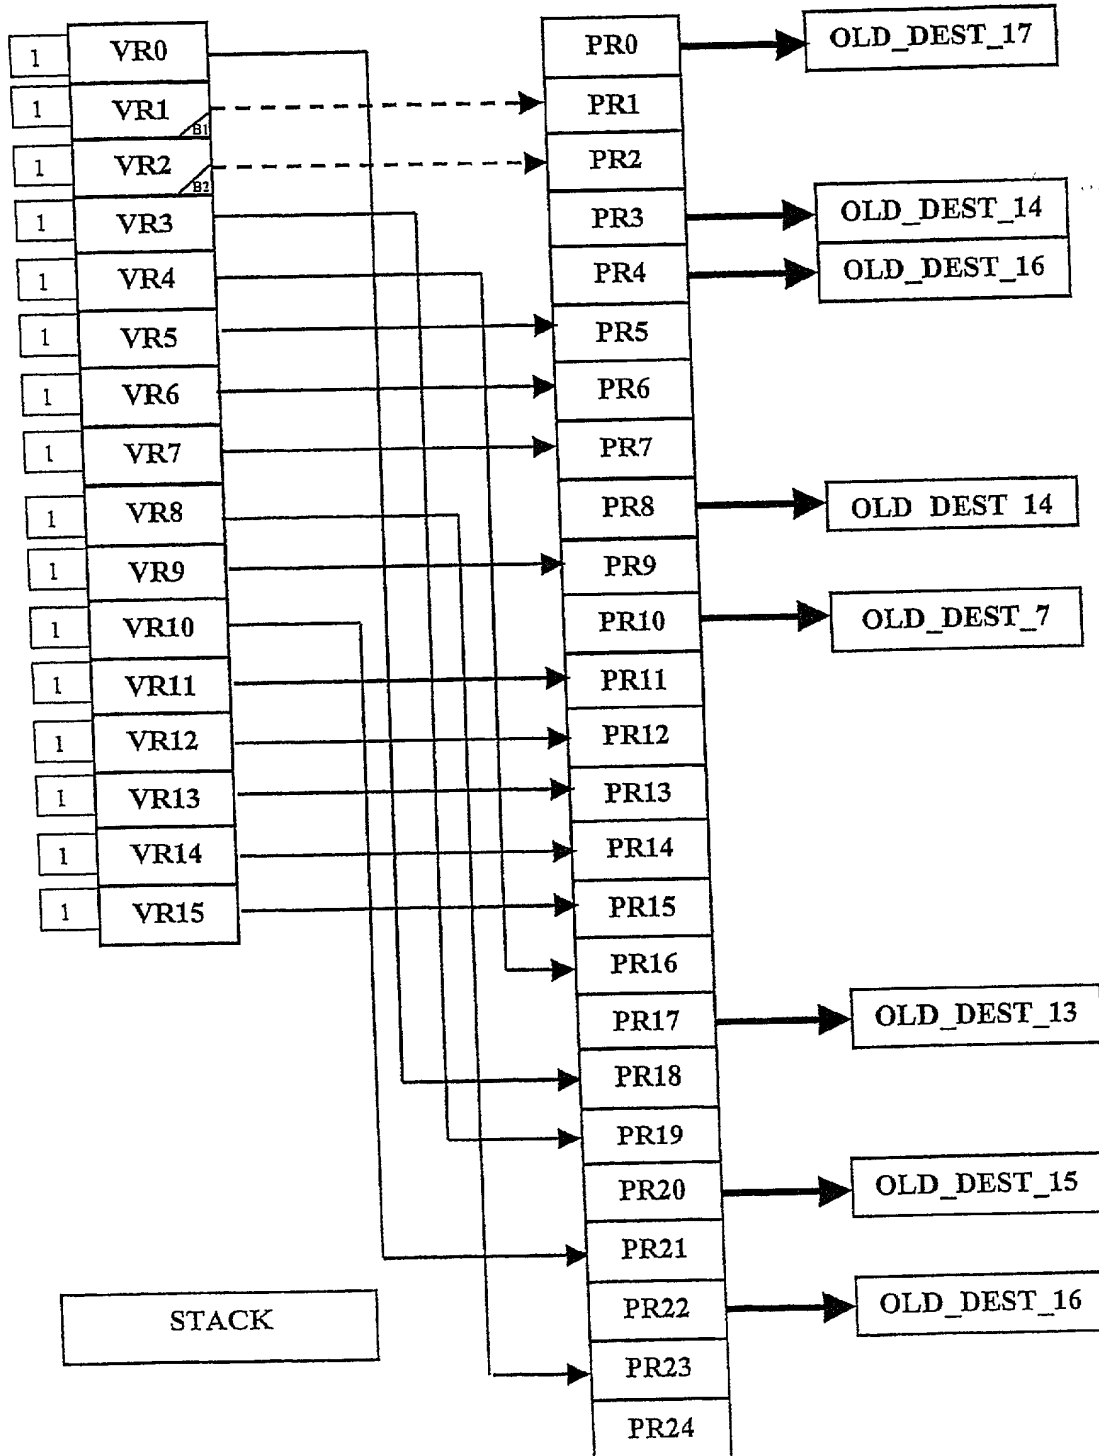 1 VR0 PR0 OLD_DEST_17
1 VR1 B1 PR1
1 VR2 B2 PR2
1 VR3 PR3 OLD_DEST_14
1 VR4 PR4 OLD_DEST_16
1 VR5 PR5
1 VR6 PR6
1 VR7 PR7
1 VR8 PR8 OLD DEST 14
1 VR9 PR9
1 VR10 PR10 OLD_DEST_7
1 VR11 PR11
1 VR12 PR12
1 VR13 PR13
1 VR14 PR14
1 VR15 PR15
PR16
PR17 OLD_DEST_13
PR18
PR19
PR20 OLD_DEST_15
PR21
STACK PR22 OLD_DEST_16
PR23
PR24